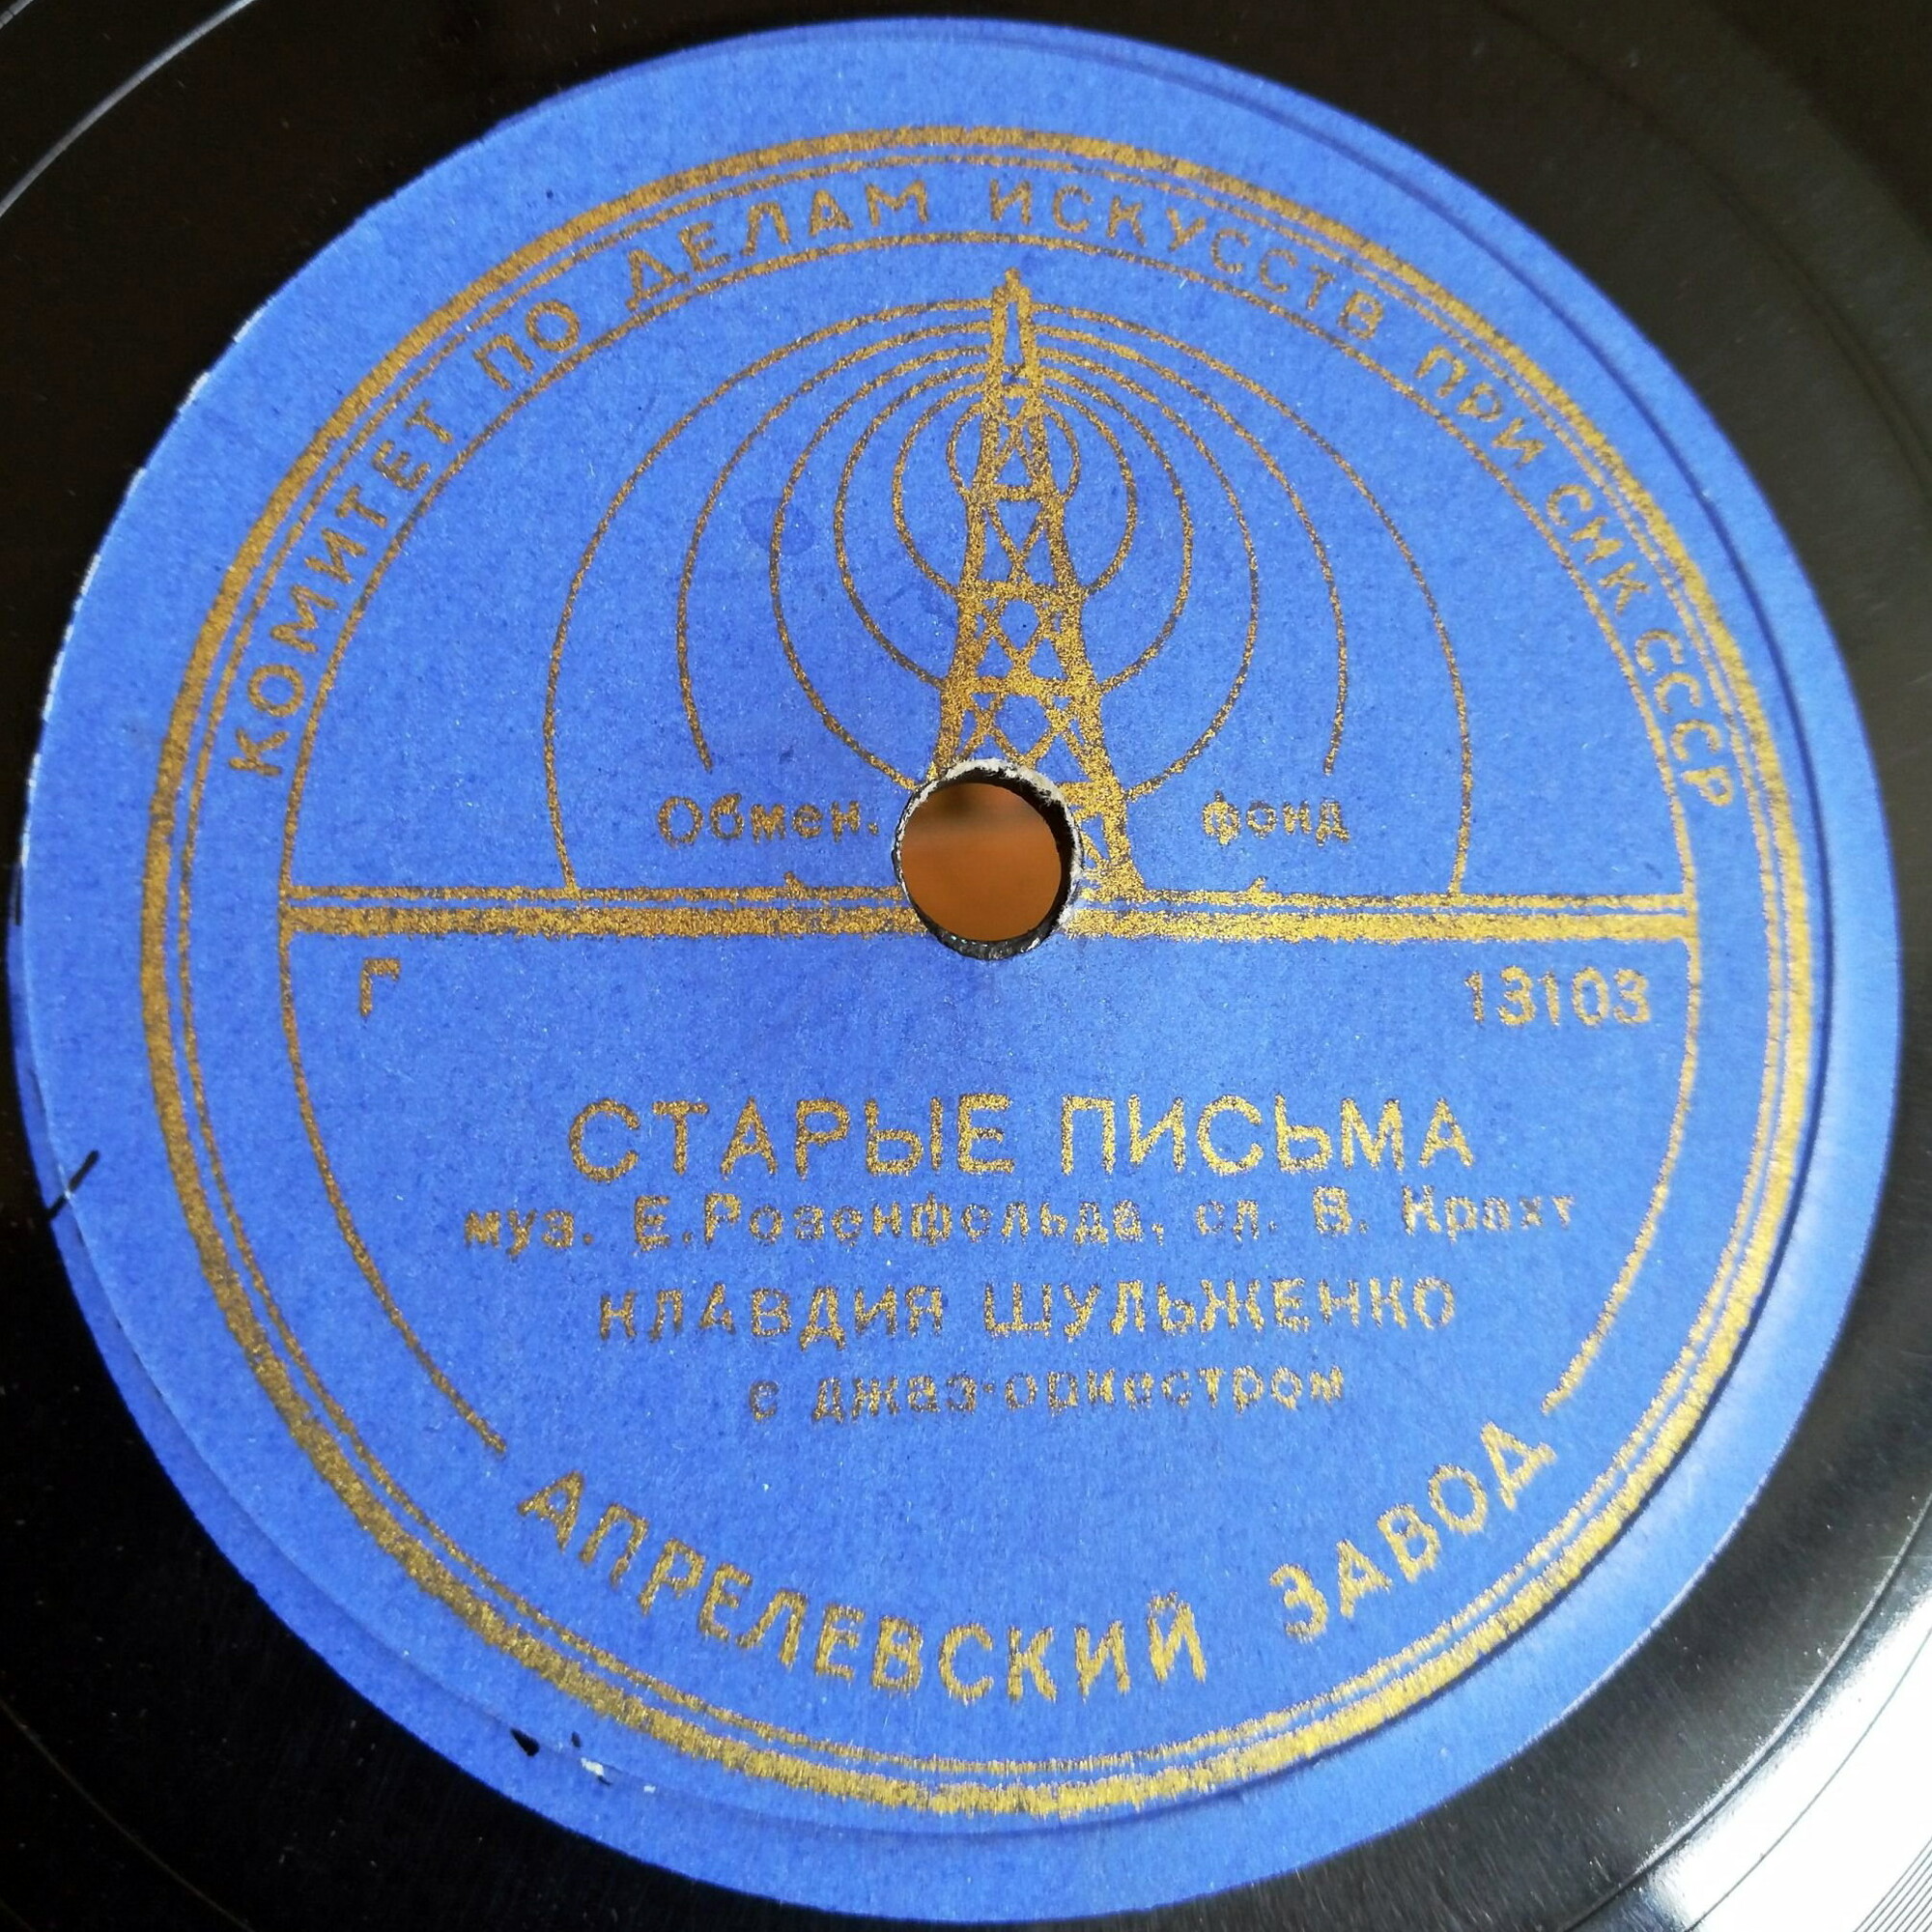 КОМИТЕТ ПО ДЕЛАМ ИСКУССТВ ПРИ СНК СССР
Обмен. фонд
Г 13103
СТАРЫЕ ПИСЬМА
муз. Е.Розенфельда, сл. В. Крахт
КЛАВДИЯ ШУЛЬЖЕНКО
с джаз-оркестром
АПРЕЛЕВСКИЙ ЗАВОД